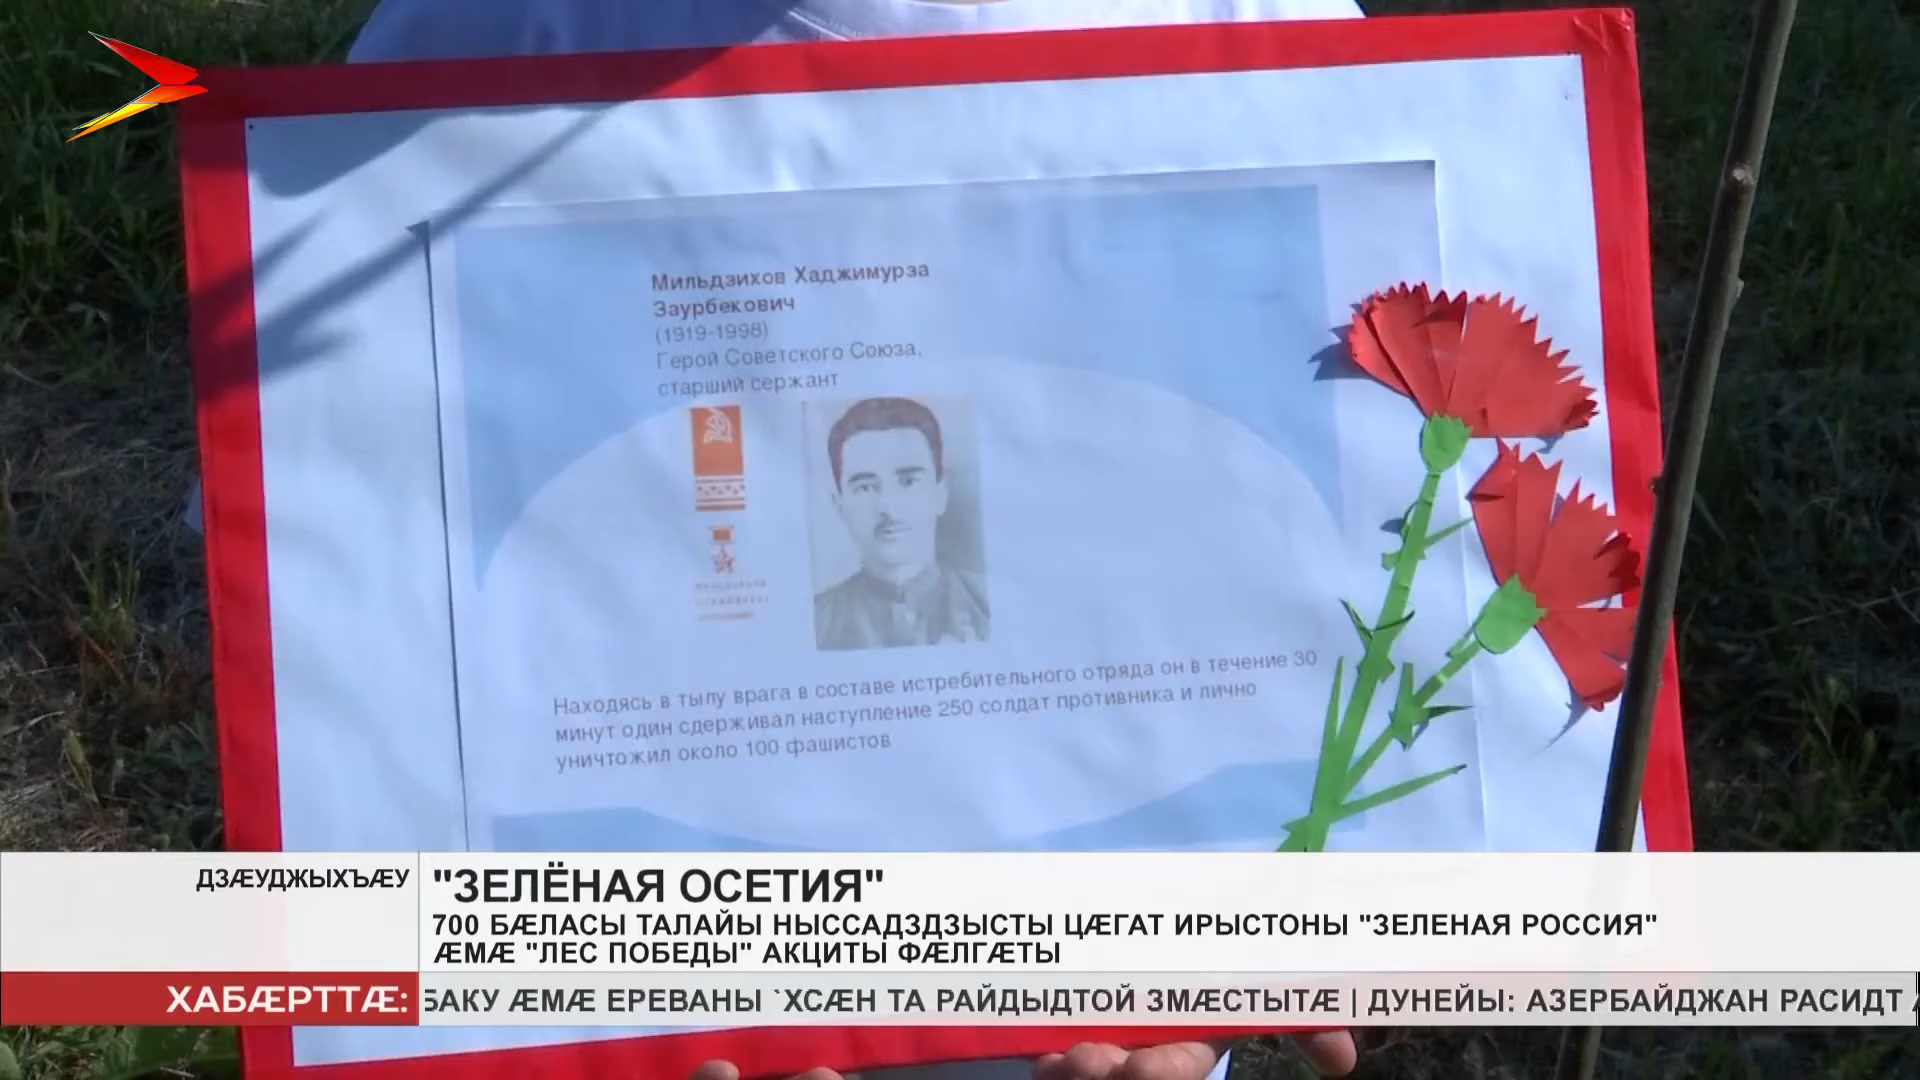 Мильдзихов Хаджимурза
Заурбекович
(1919-1998)
Герой Советского Союза,
старший сержант
Находясь в тылу врага в составе истребительного отряда он в течение 30
минут один сдерживал наступление 250 солдат противника и лично
уничтожил около 100 фашистов
ДЗÆУДЖЫХЪÆУ
"ЗЕЛЁНАЯ ОСЕТИЯ"
700 БÆЛАСЫ ТАЛАЙЫ НЫССАДЗДЗЫСТЫ ЦÆГАТ ИРЫСТОНЫ "ЗЕЛЕНАЯ РОССИЯ"
ÆМÆ "ЛЕС ПОБЕДЫ" АКЦИТЫ ФÆЛГÆТЫ
ХАБÆРТТÆ:
БАКУ ÆМÆ ЕРЕВАНЫ `ХСÆН ТА РАЙДЫДТОЙ ЗМÆСТЫТÆ | ДУНЕЙЫ: АЗЕРБАЙДЖАН РАСИДТ